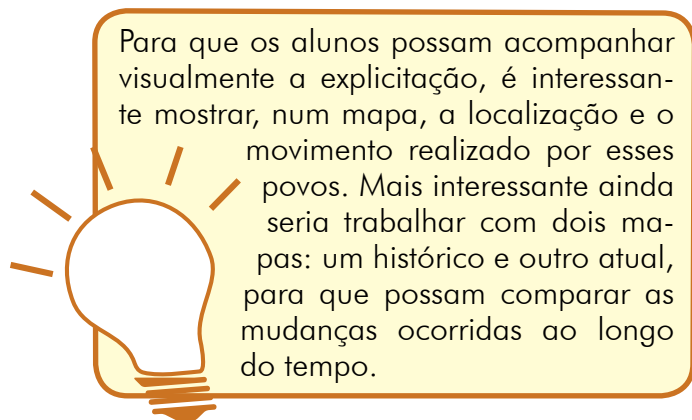 Para que os alunos possam acompanhar
visualmente a explicitação, é interessan-
te mostrar, num mapa, a localização e o
movimento realizado por esses
povos. Mais interessante ainda
seria trabalhar com dois ma-
pas: um histórico e outro atual,
para que possam comparar as
mudanças ocorridas ao longo
do tempo.